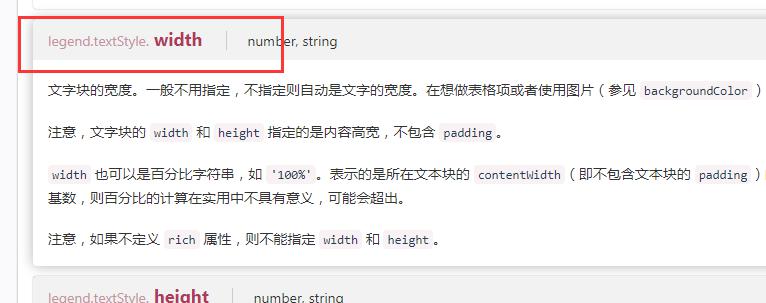 legend.textStyle. width number, string
文字块的宽度。一般不用指定，不指定则自动是文字的宽度。在想做表格项或者使用图片（参见 backgroundColor）
注意，文字块的 width 和 height 指定的是内容高宽，不包含 padding。
width 也可以是百分比字符串，如 '100%'。表示的是所在文本块的 contentWidth（即不包含文本块的 padding）
基数，则百分比的计算在实用中不具有意义，可能会超出。
注意，如果不定义 rich 属性，则不能指定 width 和 height。
legend.textStyle. height number, string